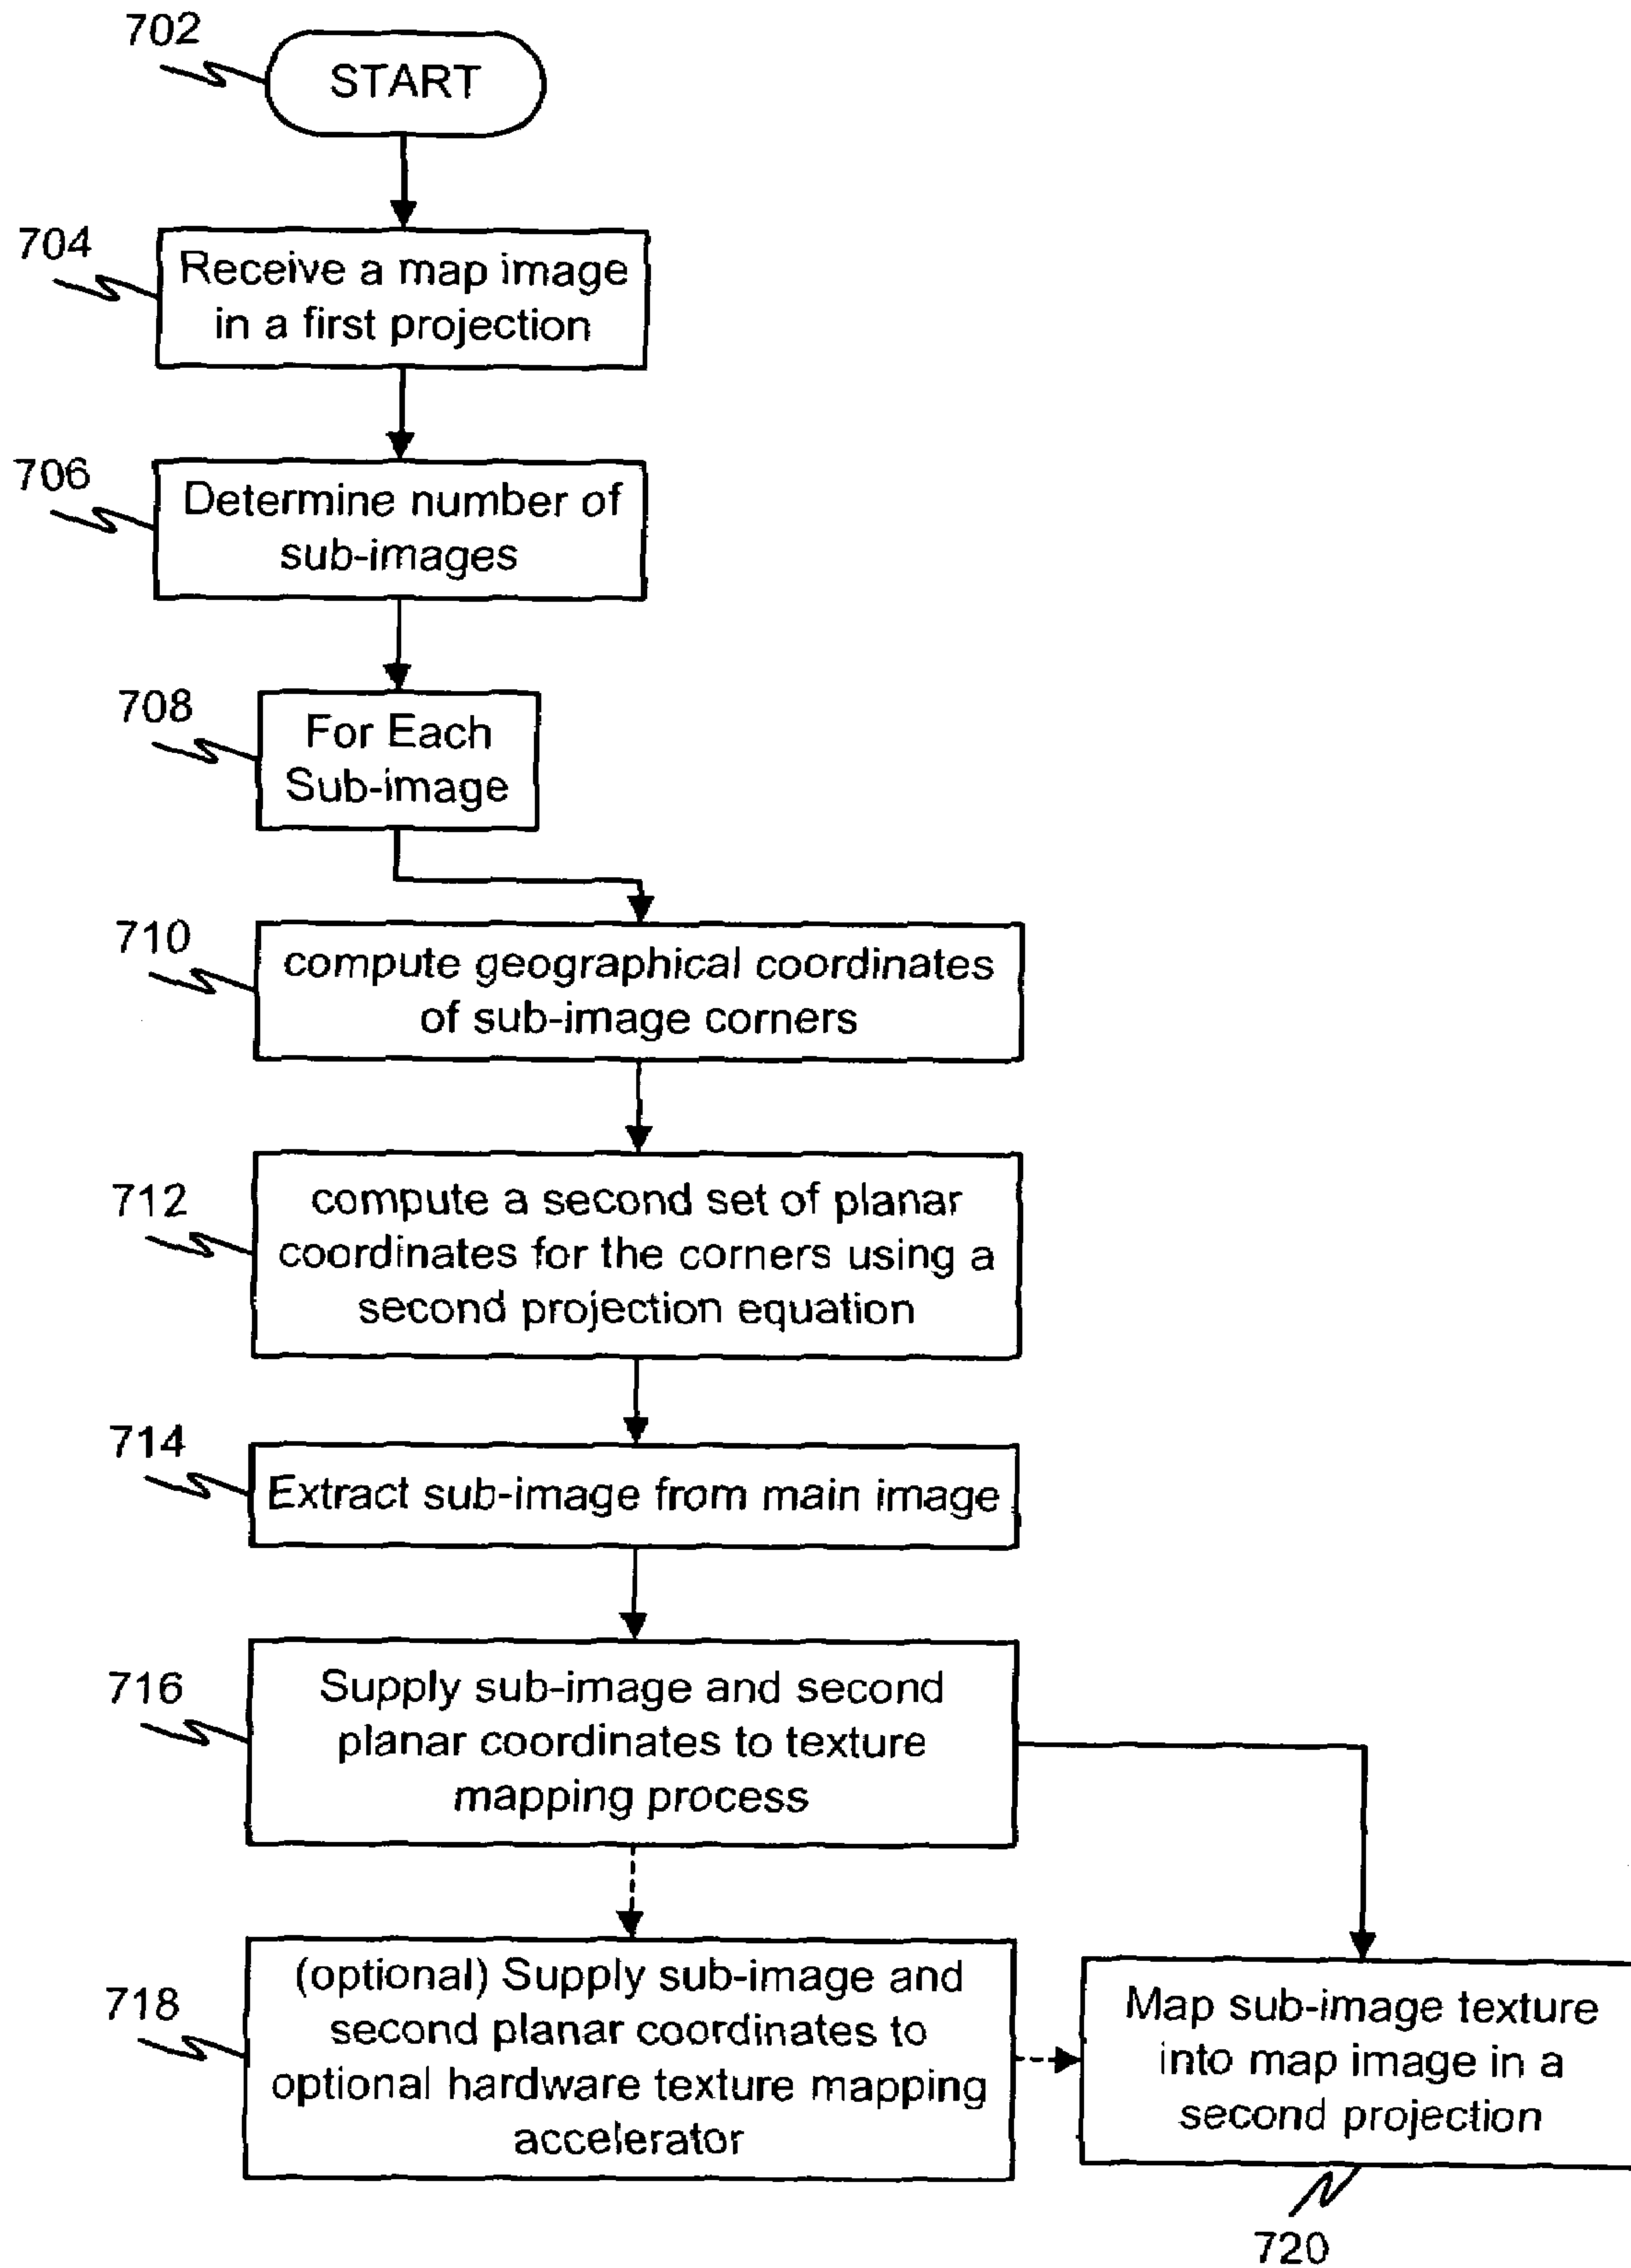 702
START
704
Receive a map image
in a first projection
706
Determine number of
sub-images
708
For Each
Sub-image
710
compute geographical coordinates
of sub-image corners
712
compute a second set of planar
coordinates for the corners using a
second projection equation
714
Extract sub-image from main image
716
Supply sub-image and second
planar coordinates to texture
mapping process
718
(optional) Supply sub-image and
second planar coordinates to
optional hardware texture mapping
accelerator
Map sub-image texture
into map image in a
second projection
720